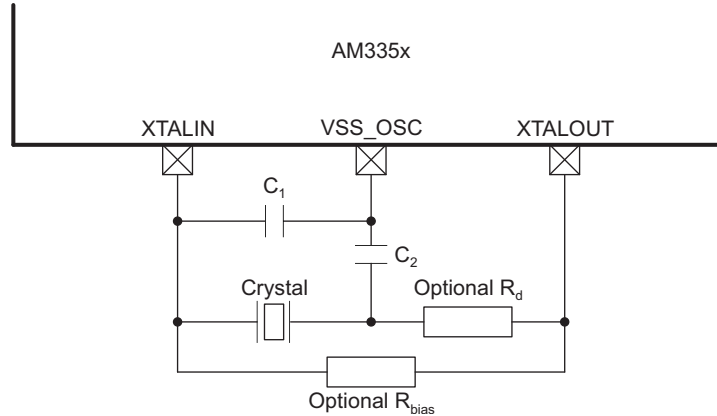 AM335x
XTALIN
VSS_OSC
XTALOUT
C1
C2
Crystal
Optional Rd
Optional Rbias